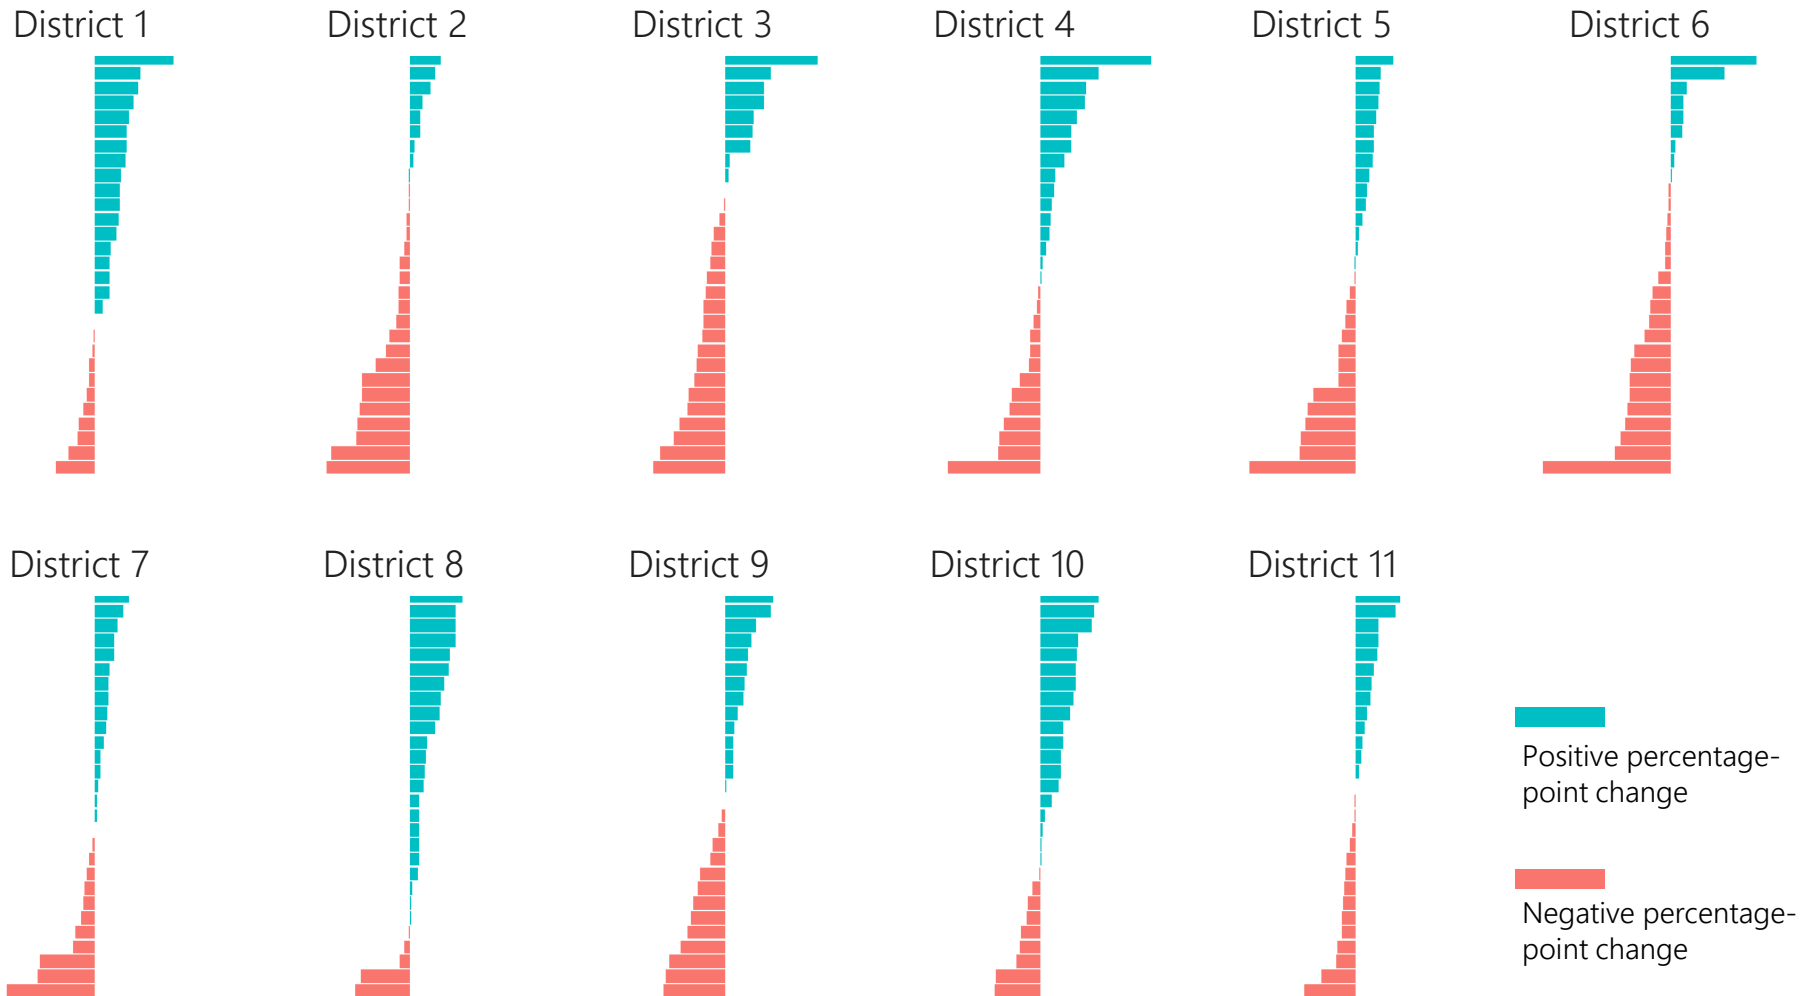 District 1
District 2
District 3
District 4
District 5
District 6
District 7
District 8
District 9
District 10
District 11
Positive percentage-
point change
Negative percentage-
point change